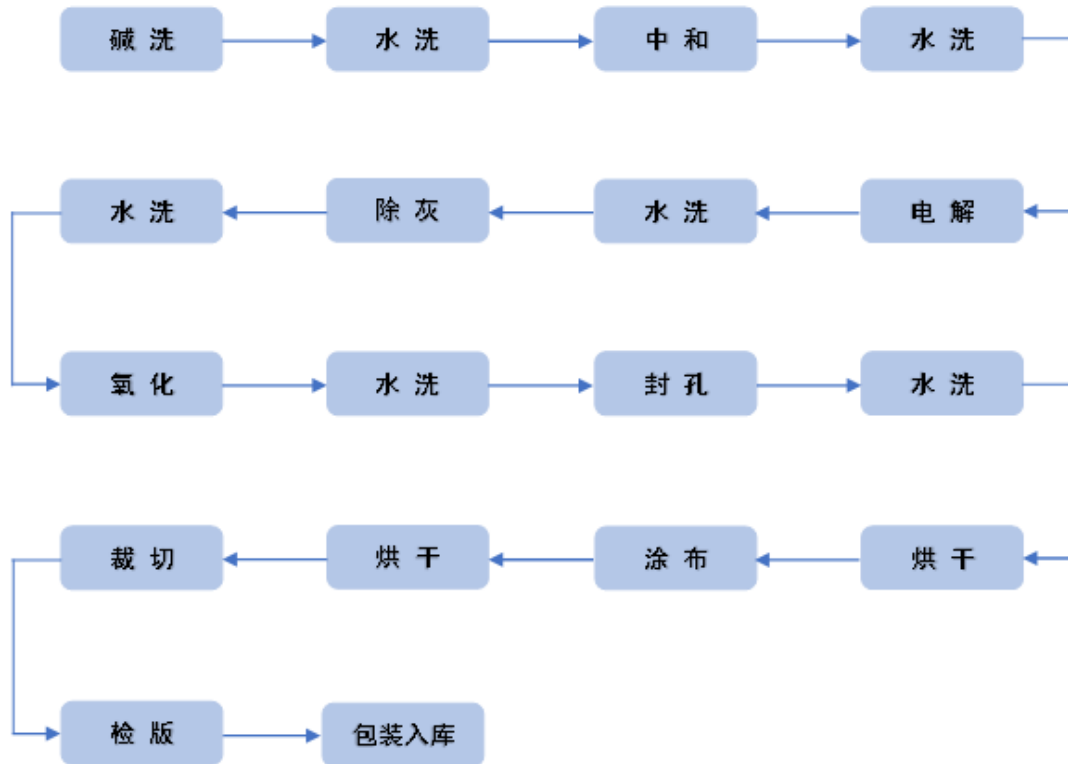 碱洗 水洗 中和 水洗
水洗 除灰 水洗 电解
氧化 水洗 封孔 水洗
裁切 烘干 涂布 烘干
检版 包装入库